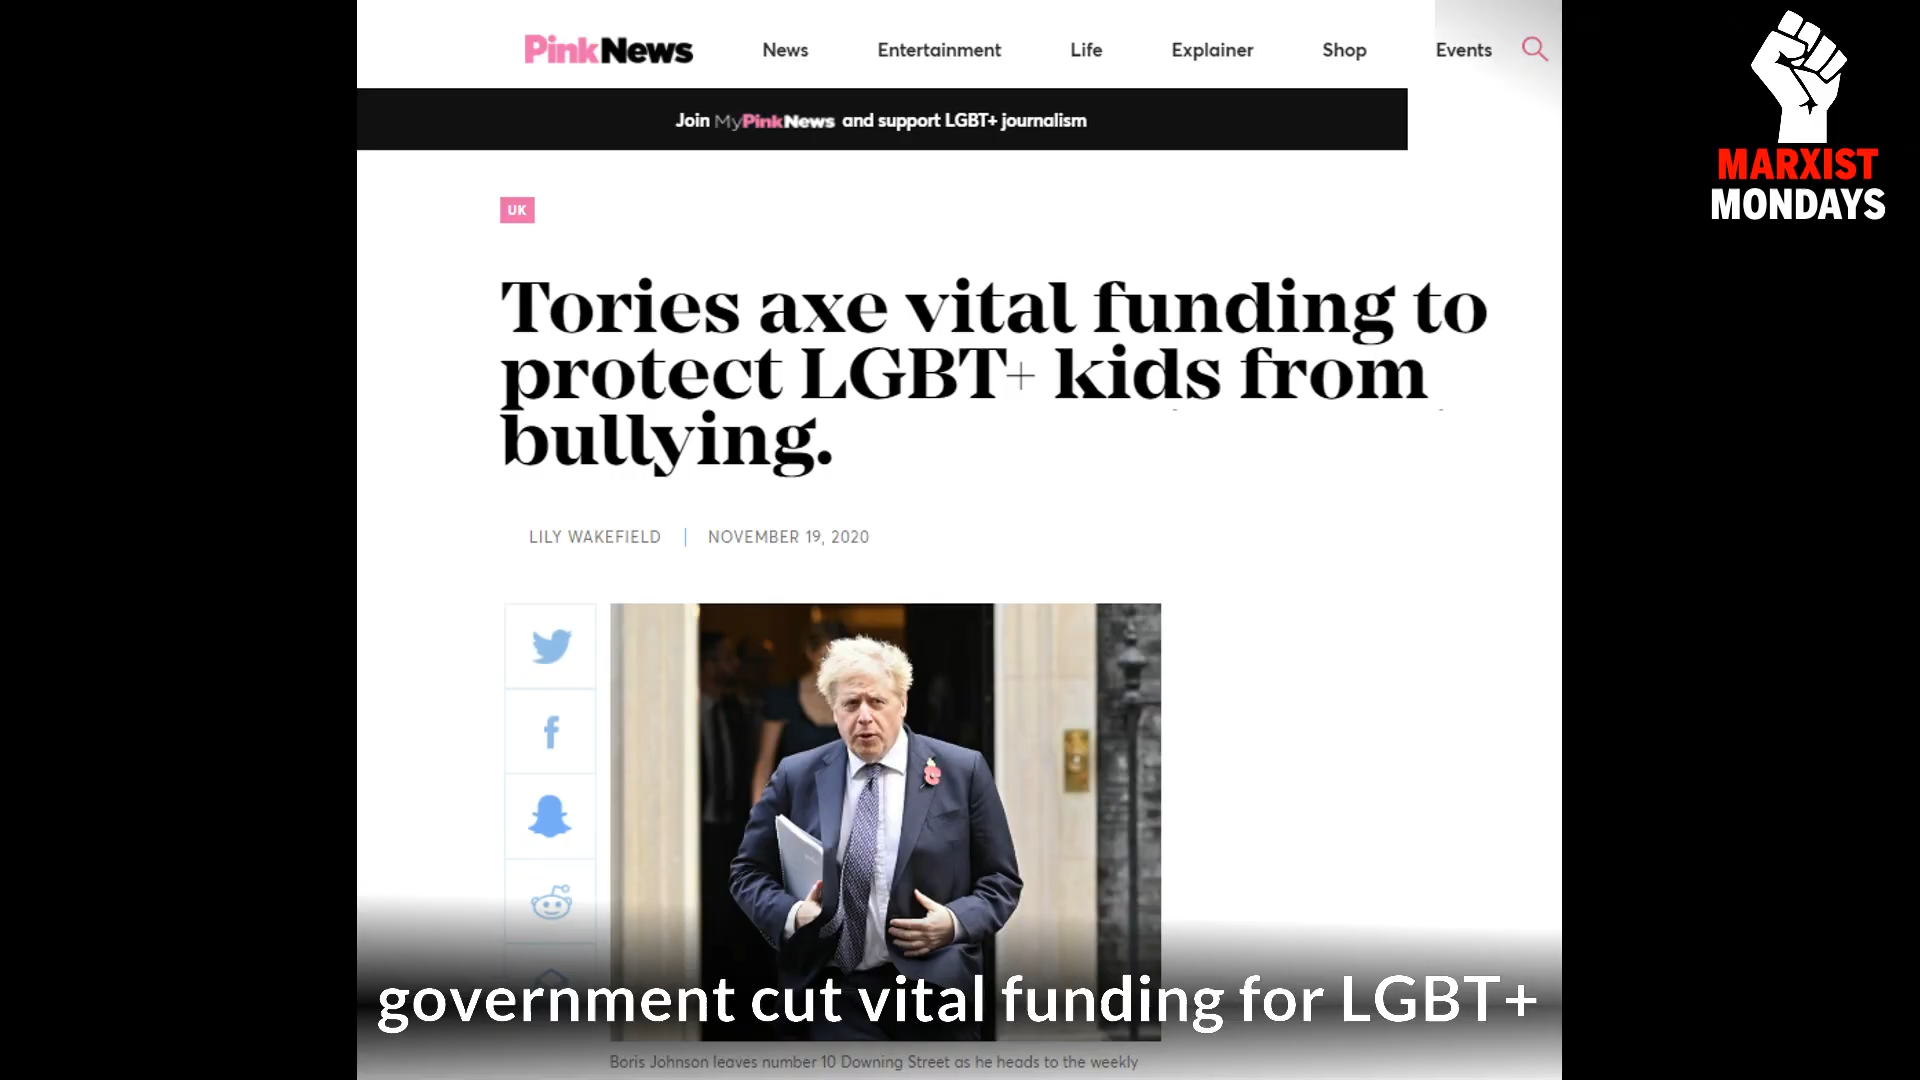 PinkNews News Entertainment Life Explainer Shop Events
MARXIST
MONDAYS
Join MyPinkNews and support LGBT+ journalism
UK
Tories axe vital funding to
protect LGBT+ kids from
bullying.
LILY WAKEFIELD | NOVEMBER 19, 2020
government cut vital funding for LGBT+
Boris Johnson leaves number 10 Downing Street as he heads to the weekly